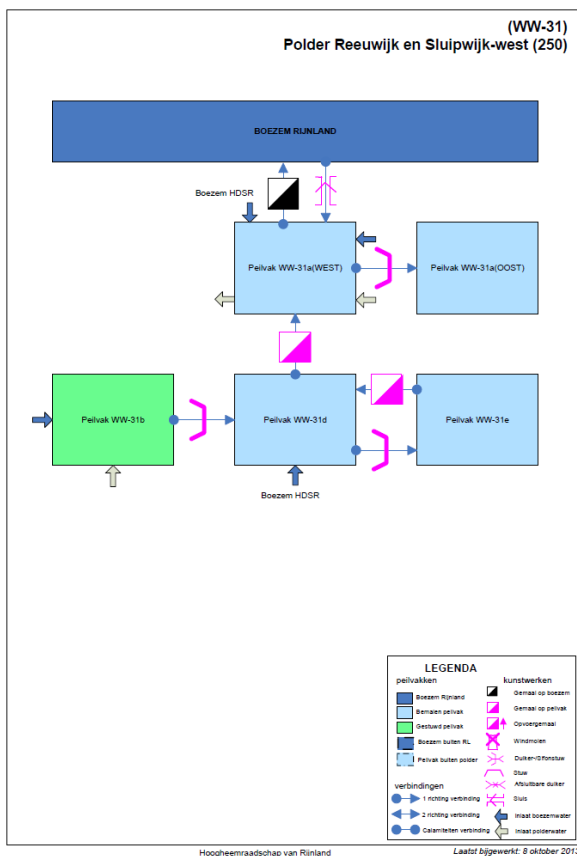 (WW-31)
Polder Reeuwijk en Sluipwijk-west (250)
BOEZEM RIJNLAND
Boezem HDSR
Peilvak WW-31a(WEST)
Peilvak WW-31a(OOST)
Peilvak WW-31b
Peilvak WW-31d
Peilvak WW-31e
Boezem HDSR
LEGENDA
peilvakken
Boezem Rijnland
Bemalen peilvak
Gestuwd peilvak
Boezem buiten RL
Peilvak buiten polder
verbindingen
1 richting verbinding
2 richting verbinding
Calamiteiten verbinding
kunstwerken
Gemaal op boezem
Gemaal op peilvak
Opvoergemaal
Windmolen
Duiker-/Sifonstuw
Stuw
Afsluitbare duiker
Sluis
Inlaat boezemwater
Inlaat polderwater
Hoogheemraadschap van Rijnland
Laatst bijgewerkt: 8 oktober 2013